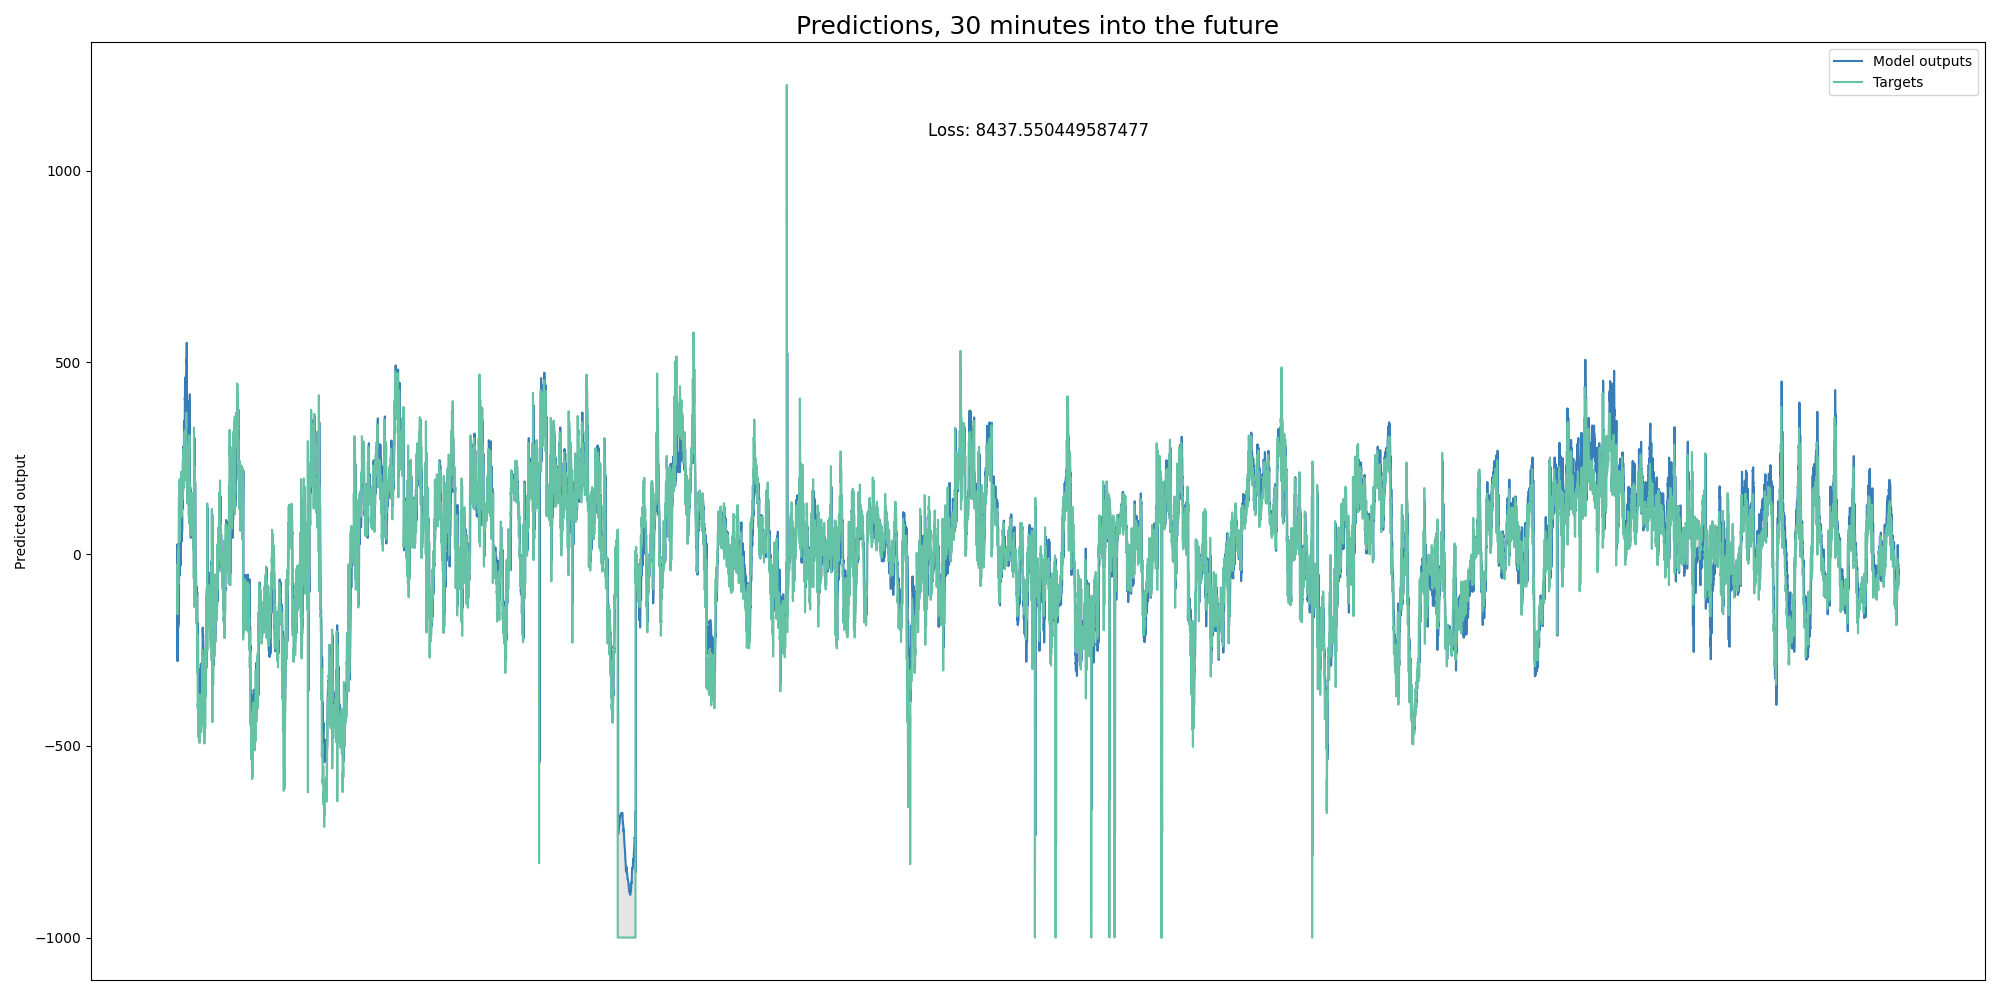 Predictions, 30 minutes into the future
Model outputs
Targets
Loss: 8437.550449587477
Predicted output
1000
500
0
−500
−1000